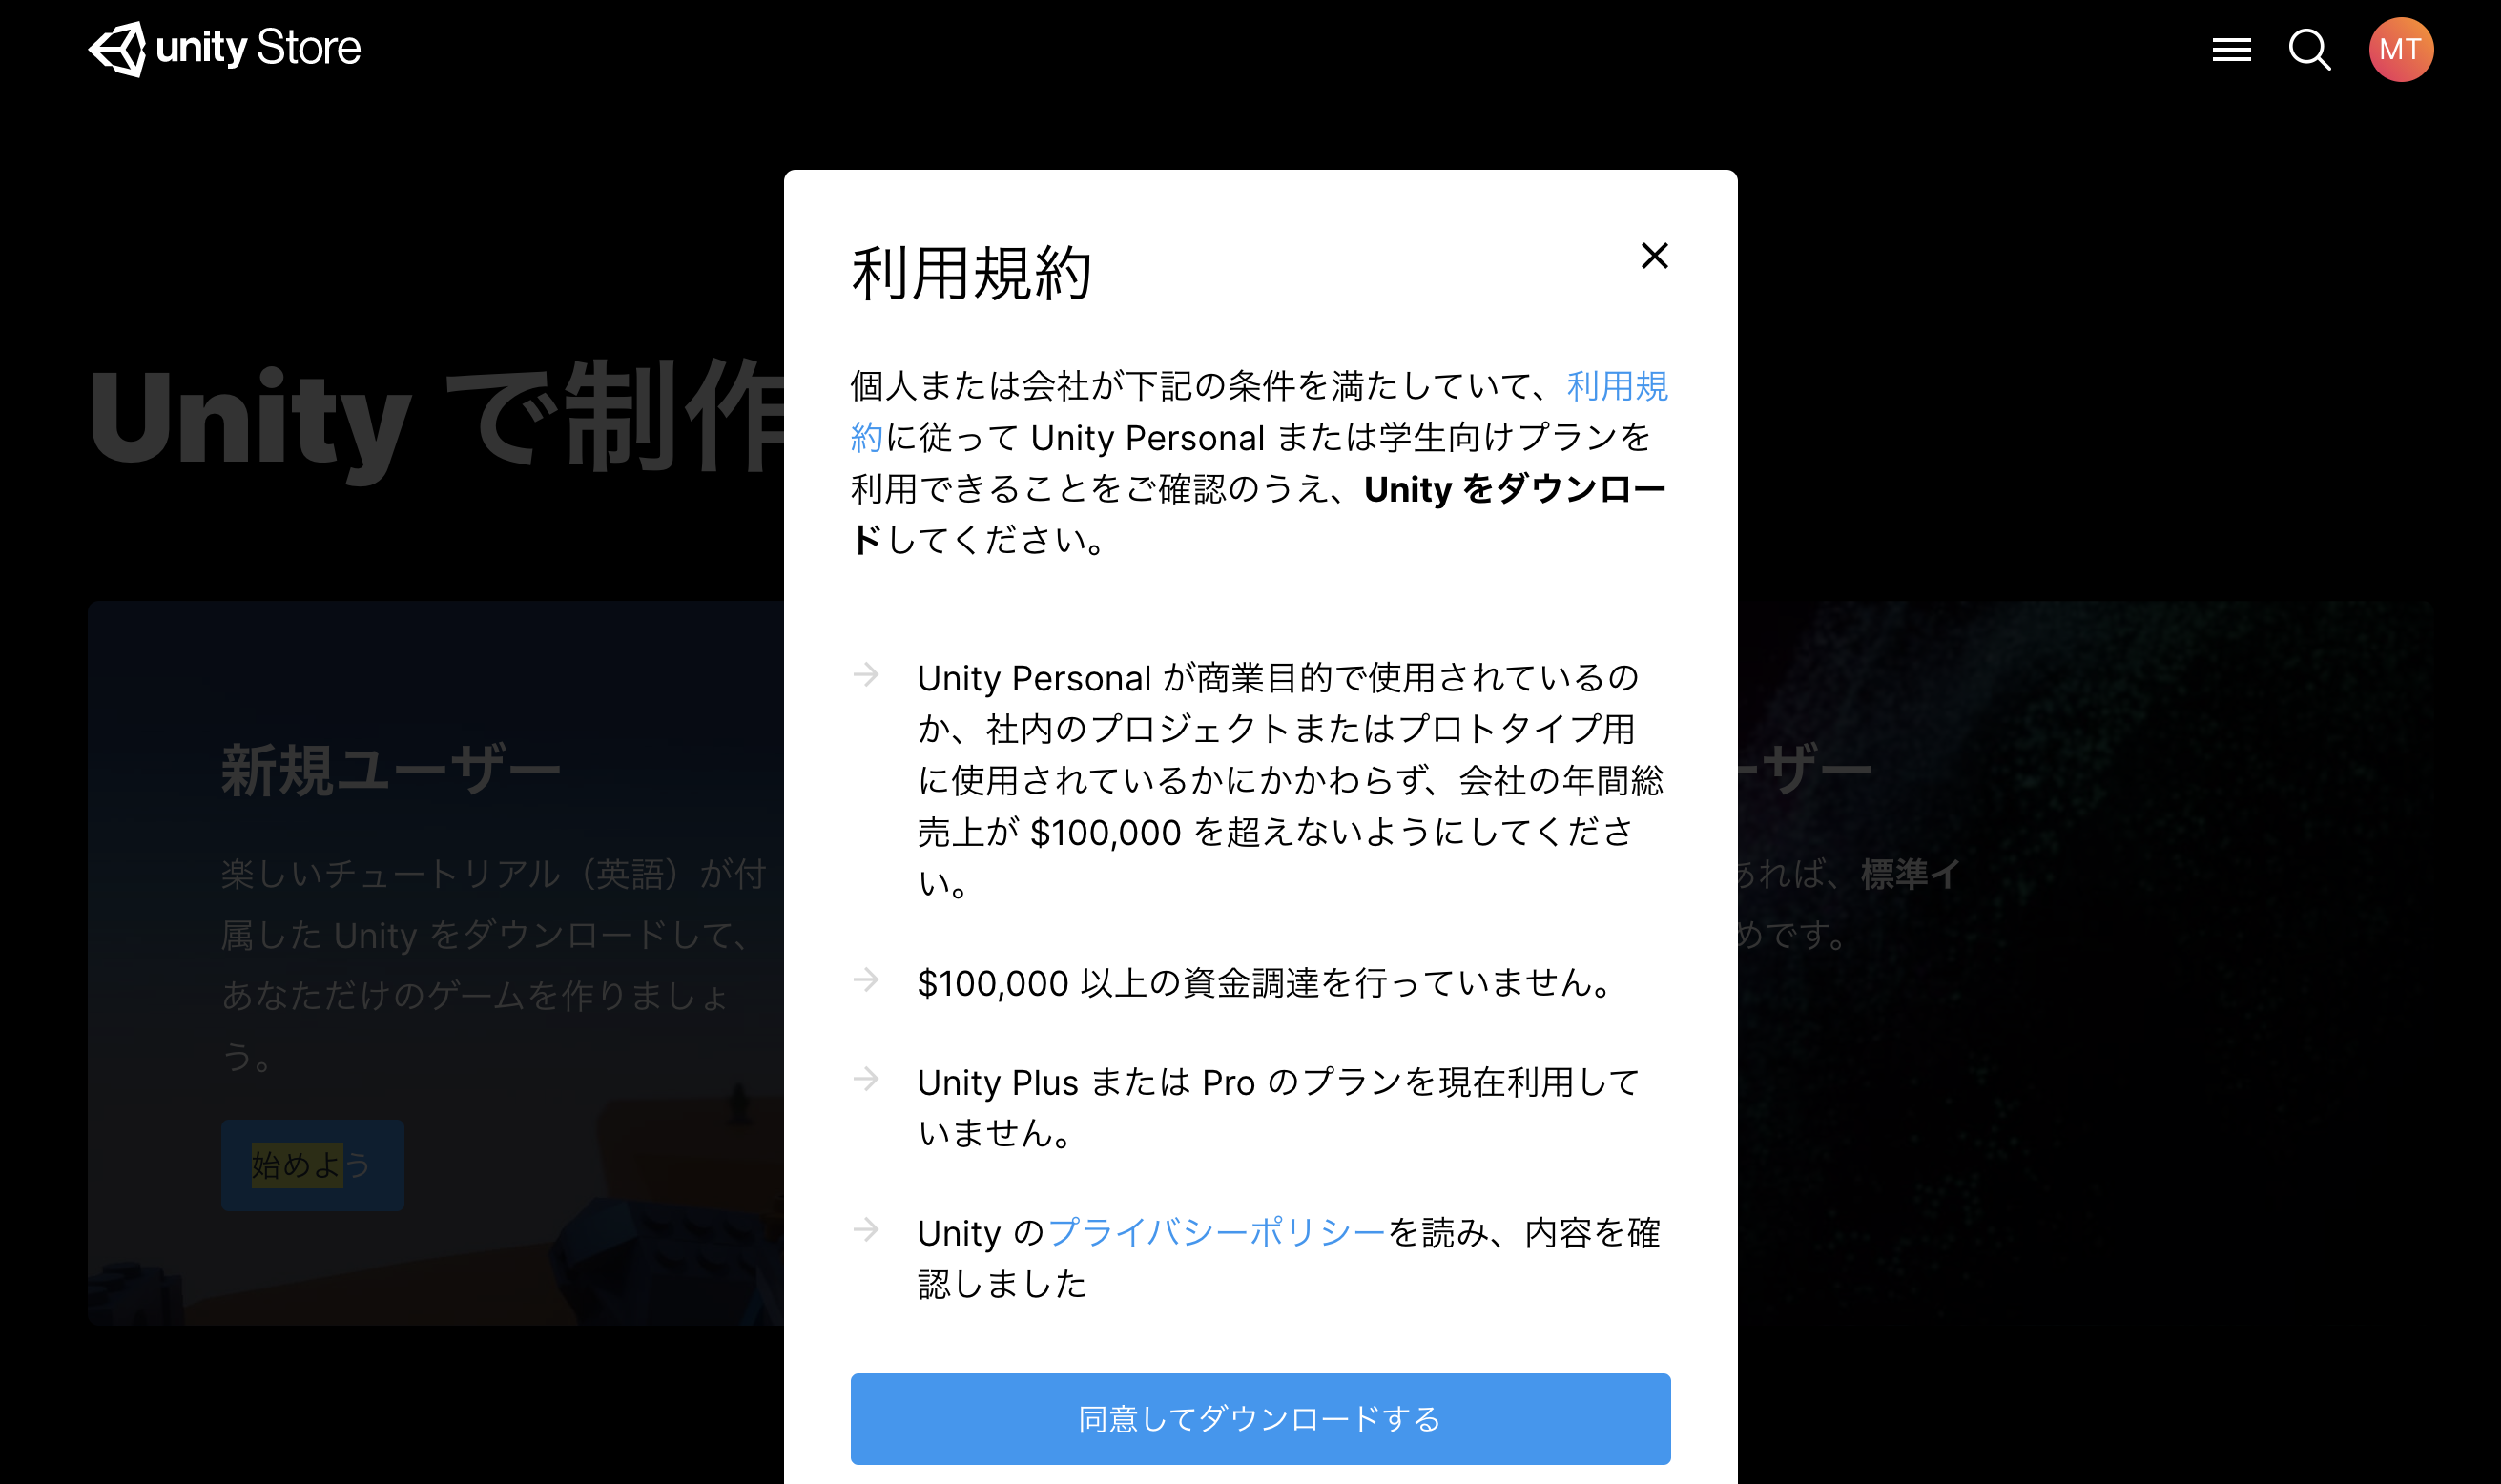 unity Store
MT
Unity で制作
利用規約
個人または会社が下記の条件を満たしていて、利用規
約に従って Unity Personal または学生向けプランを
利用できることをご確認のうえ、Unity をダウンロー
ドしてください。
Unity Personal が商業目的で使用されているの
か、社内のプロジェクトまたはプロトタイプ用
に使用されているかにかかわらず、会社の年間総
売上が $100,000 を超えないようにしてくださ
い。
$100,000 以上の資金調達を行っていません。
Unity Plus または Pro のプランを現在利用して
いません。
Unity のプライバシーポリシーを読み、内容を確
認しました
同意してダウンロードする
新規ユーザー
楽しいチュートリアル（英語）が付
属した Unity をダウンロードして、
あなただけのゲームを作りましょ
う。
始めよう
ーザー
あれば、標準イ
めです。